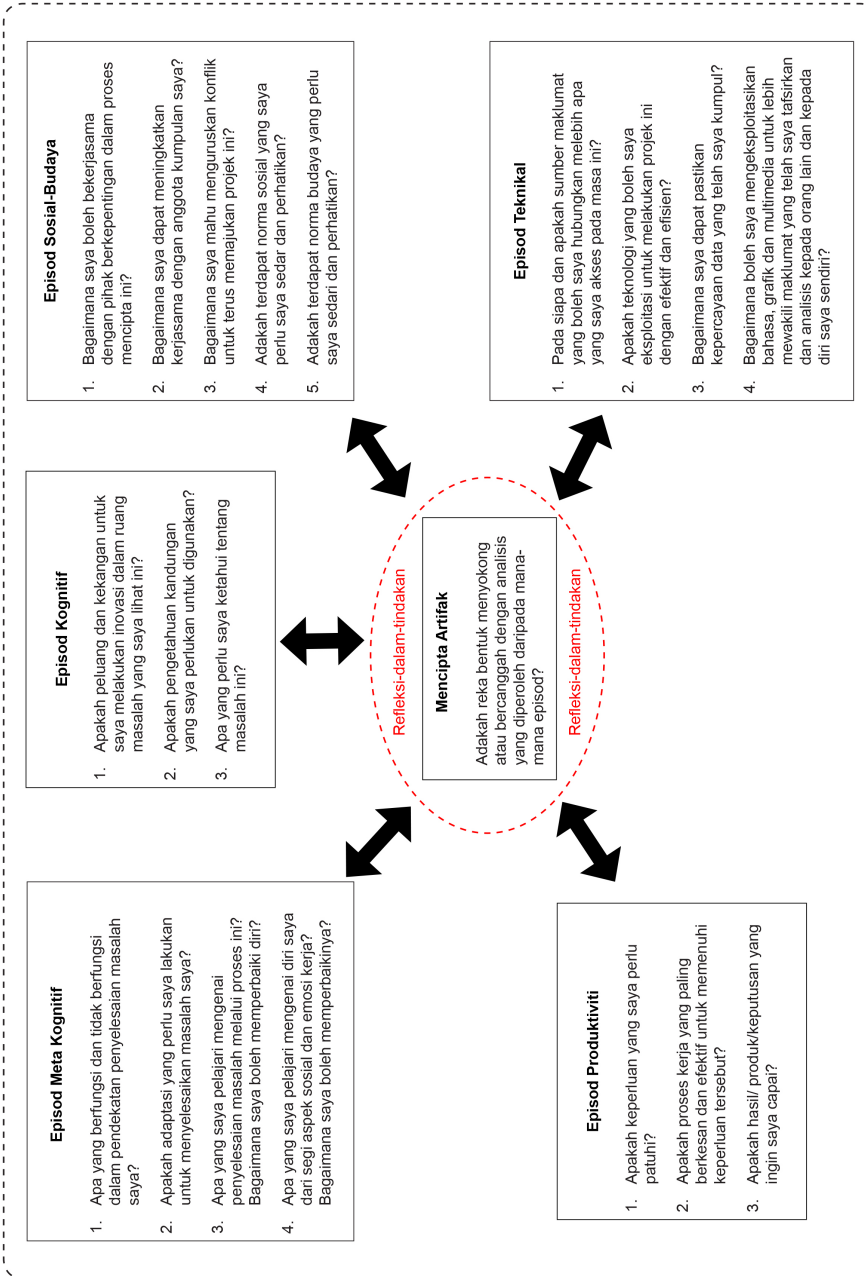 Episod Meta Kognitif
1. Apa yang berfungsi dan tidak berfungsi
dalam pendekatan penyelesaian masalah
saya?
2. Apakah adaptasi yang perlu saya lakukan
untuk menyelesaikan masalah saya?
3. Apa yang saya pelajari mengenai
penyelesaian masalah melalui proses ini?
Bagaimana saya boleh memperbaiki diri?
4. Apa yang saya pelajari mengenai diri saya
dari segi aspek sosial dan emosi kerja?
Bagaimana saya boleh memperbaikinya?
Episod Kognitif
1. Apakah peluang dan kekangan untuk
saya melakukan inovasi dalam ruang
masalah yang saya lihat ini?
2. Apakah pengetahuan kandungan
yang saya perlukan untuk digunakan?
3. Apa yang perlu saya ketahui tentang
masalah ini?
Episod Sosial-Budaya
1. Bagaimana saya boleh bekerjasama
dengan pihak berkepentingan dalam proses
mencipta ini?
2. Bagaimana saya dapat meningkatkan
kerjasama dengan anggota kumpulan saya?
3. Bagaimana saya mahu menguruskan konflik
untuk terus memajukan projek ini?
4. Adakah terdapat norma sosial yang saya
perlu saya sedar dan perhatikan?
5. Adakah terdapat norma budaya yang perlu
saya sedari dan perhatikan?
Refleksi-dalam-tindakan
Mencipta Artifak
Adakah reka bentuk menyokong
atau bercanggah dengan analisis
yang diperoleh daripada mana-
mana episod?
Refleksi-dalam-tindakan
Episod Produktiviti
1. Apakah keperluan yang saya perlu
patuhi?
2. Apakah proses kerja yang paling
berkesan dan efektif untuk memenuhi
keperluan tersebut?
3. Apakah hasil/ produk/keputusan yang
ingin saya capai?
Episod Teknikal
1. Pada siapa dan apakah sumber maklumat
yang boleh saya hubungkan melebih apa
yang saya akses pada masa ini?
2. Apakah teknologi yang boleh saya
eksploitasi untuk melakukan projek ini
dengan efektif dan efisien?
3. Bagaimana saya dapat pastikan
kepercayaan data yang telah saya kumpul?
4. Bagaimana boleh saya mengeksploitasikan
bahasa, grafik dan multimedia untuk lebih
mewakili maklumat yang telah saya tafsirkan
dan analisis kepada orang lain dan kepada
diri saya sendiri?